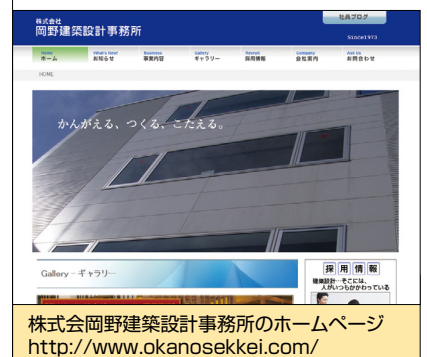 株式会社
岡野建築設計事務所
社員ブログ
Since1973
Home What's New! Business Gallery Recruit Company Ask Us
ホーム お知らせ 事業内容 ギャラリー 採用情報 会社案内 お問合わせ
HOME
かんがえる、つくる、こたえる。
Gallery - ギャラリー
採用情報
建築設計…そこには、
人がいつもかかわっている
株式会岡野建築設計事務所のホームページ
http://www.okanosekkei.com/